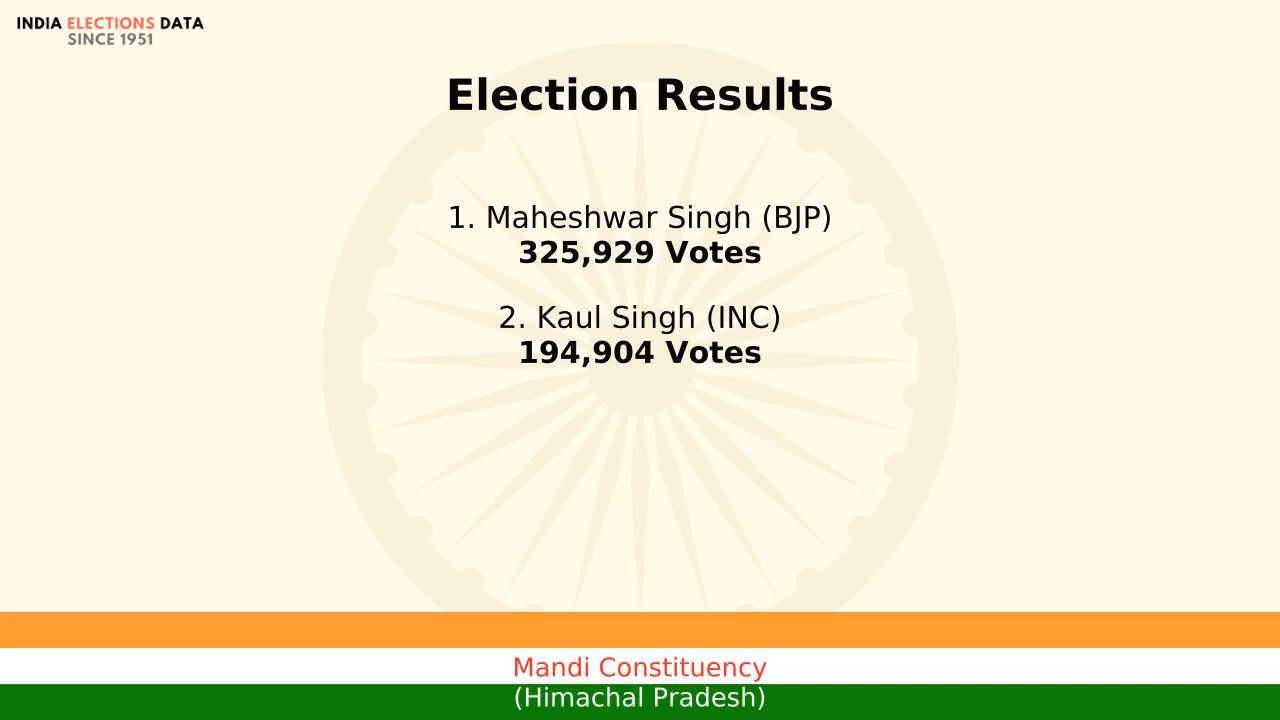 INDIA ELECTIONS DATA
SINCE 1951
Election Results
1. Maheshwar Singh (BJP)
325,929 Votes
2. Kaul Singh (INC)
194,904 Votes
Mandi Constituency
(Himachal Pradesh)